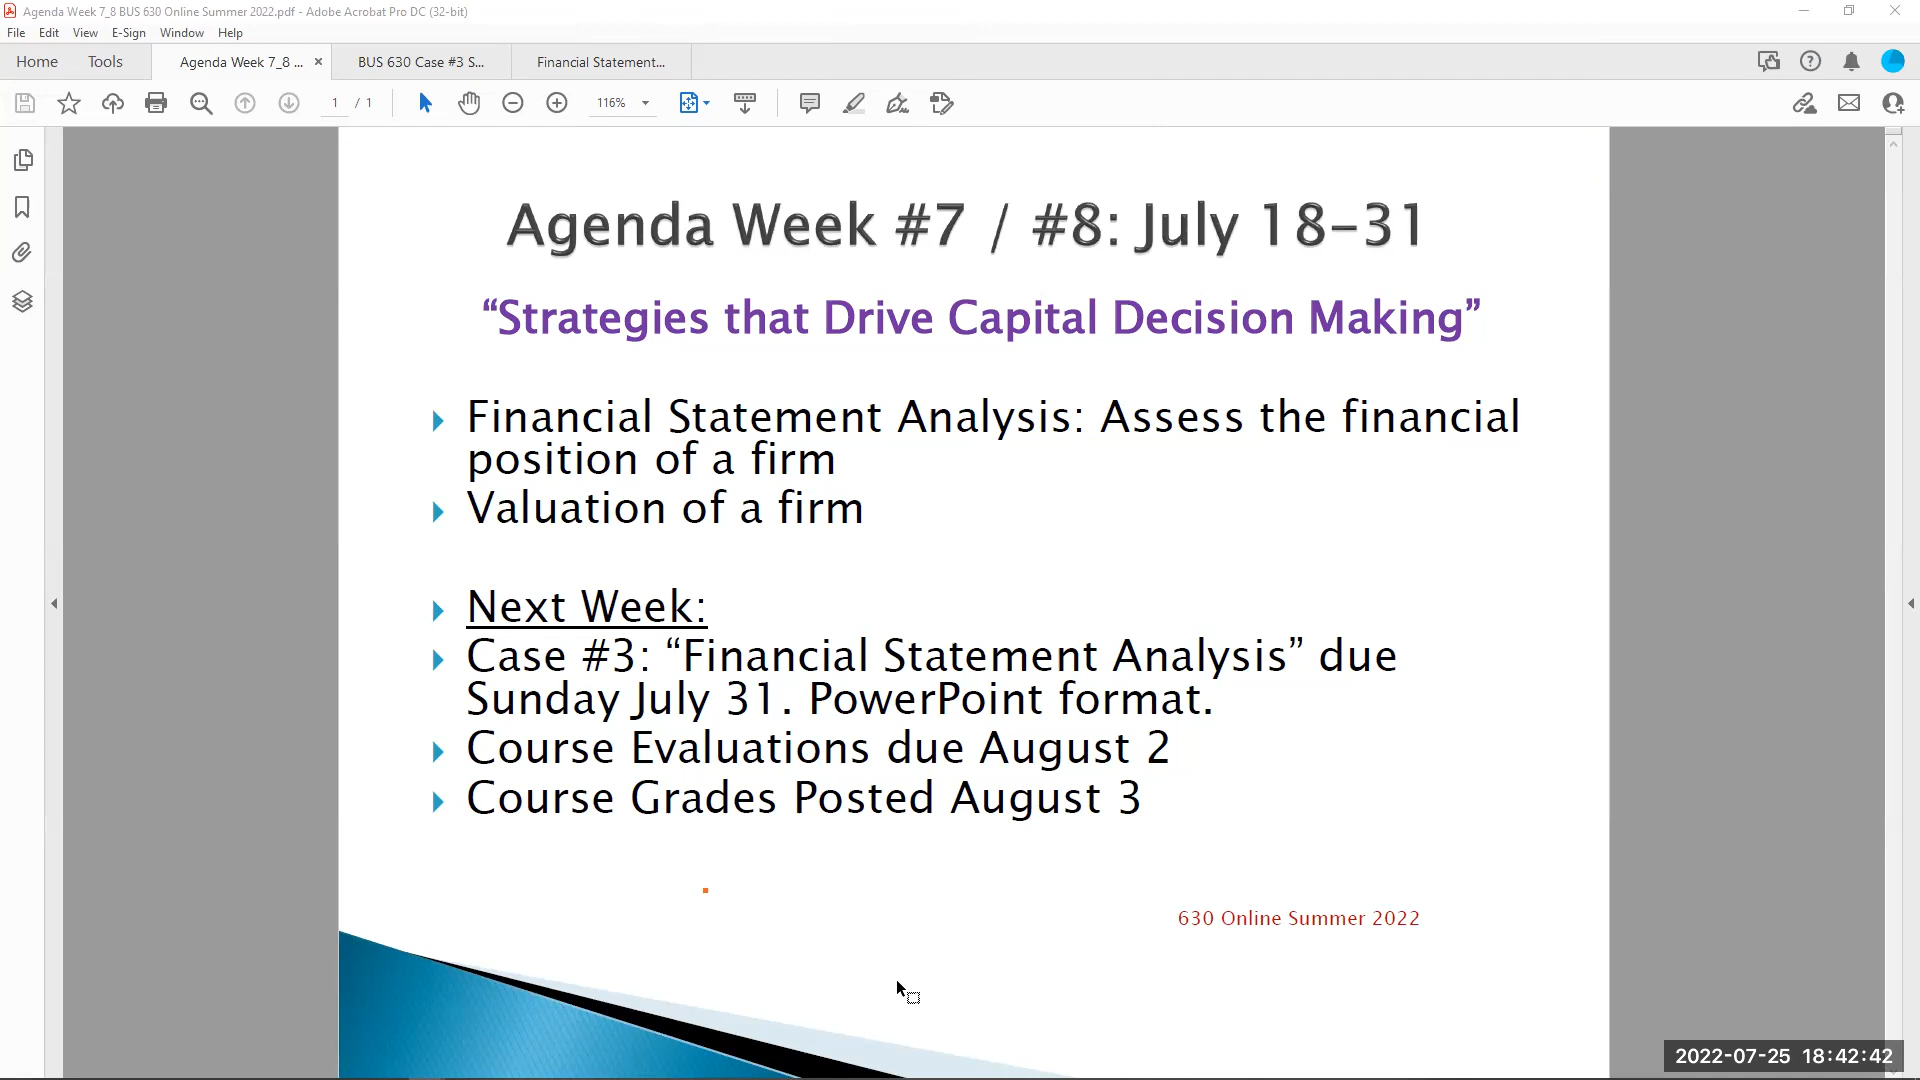 Agenda Week 7_8 BUS 630 Online Summer 2022.pdf - Adobe Acrobat Pro DC (32-bit)
File Edit View E-Sign Window Help
Home Tools Agenda Week 7_8 ... × BUS 630 Case #3 S... Financial Statement...
1 / 1 116%
Agenda Week #7 / #8: July 18-31
“Strategies that Drive Capital Decision Making”
Financial Statement Analysis: Assess the financial
position of a firm
Valuation of a firm
Next Week:
Case #3: “Financial Statement Analysis” due
Sunday July 31. PowerPoint format.
Course Evaluations due August 2
Course Grades Posted August 3
630 Online Summer 2022
2022-07-25 18:42:42